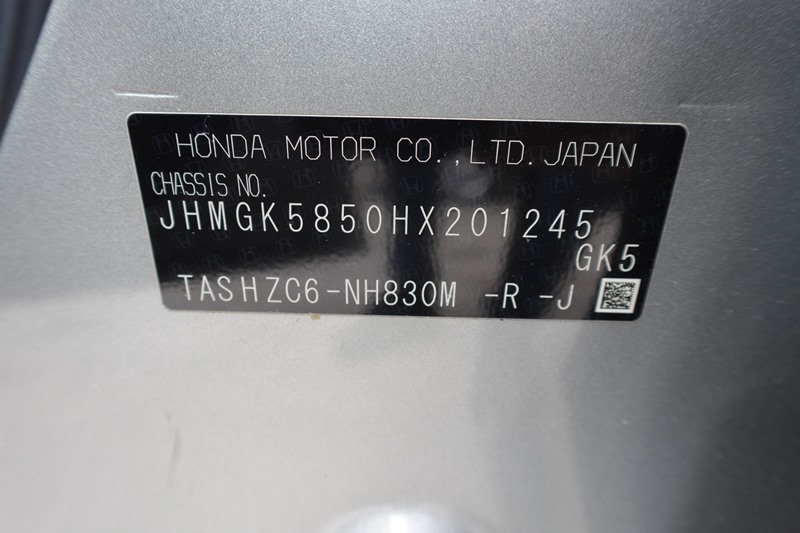 HONDA MOTOR CO.,LTD. JAPAN
CHASSIS NO.
JHMGK5850HX201245
GK5
TASHZC6-NH830M -R -J